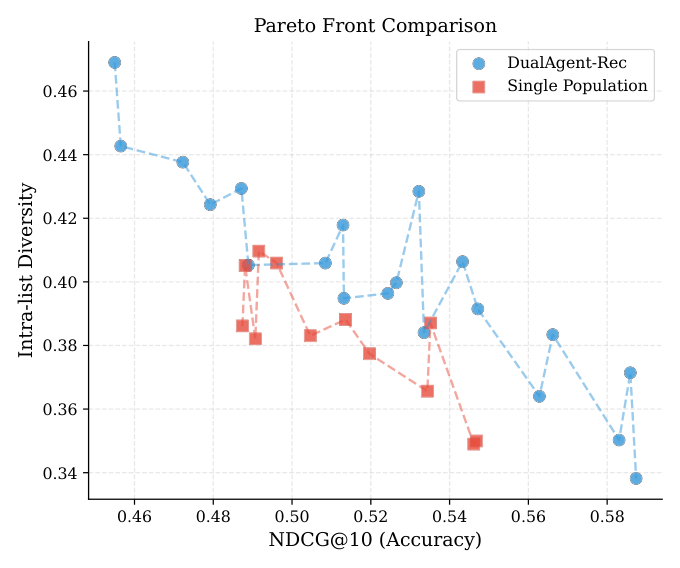 Pareto Front Comparison
DualAgent-Rec
Single Population
Intra-list Diversity
0.46
0.44
0.42
0.40
0.38
0.36
0.34
0.46 0.48 0.50 0.52 0.54 0.56 0.58
NDCG@10 (Accuracy)